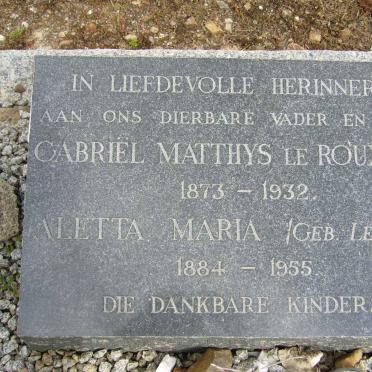 IN LIEFDEVOLLE HERINNER
AAN ONS DIERBARE VADER EN
GABRIËL MATTHYS LE ROUX
1873 – 1932.
ALETTA MARIA (GEB. LE
1884 – 1955.
DIE DANKBARE KINDER